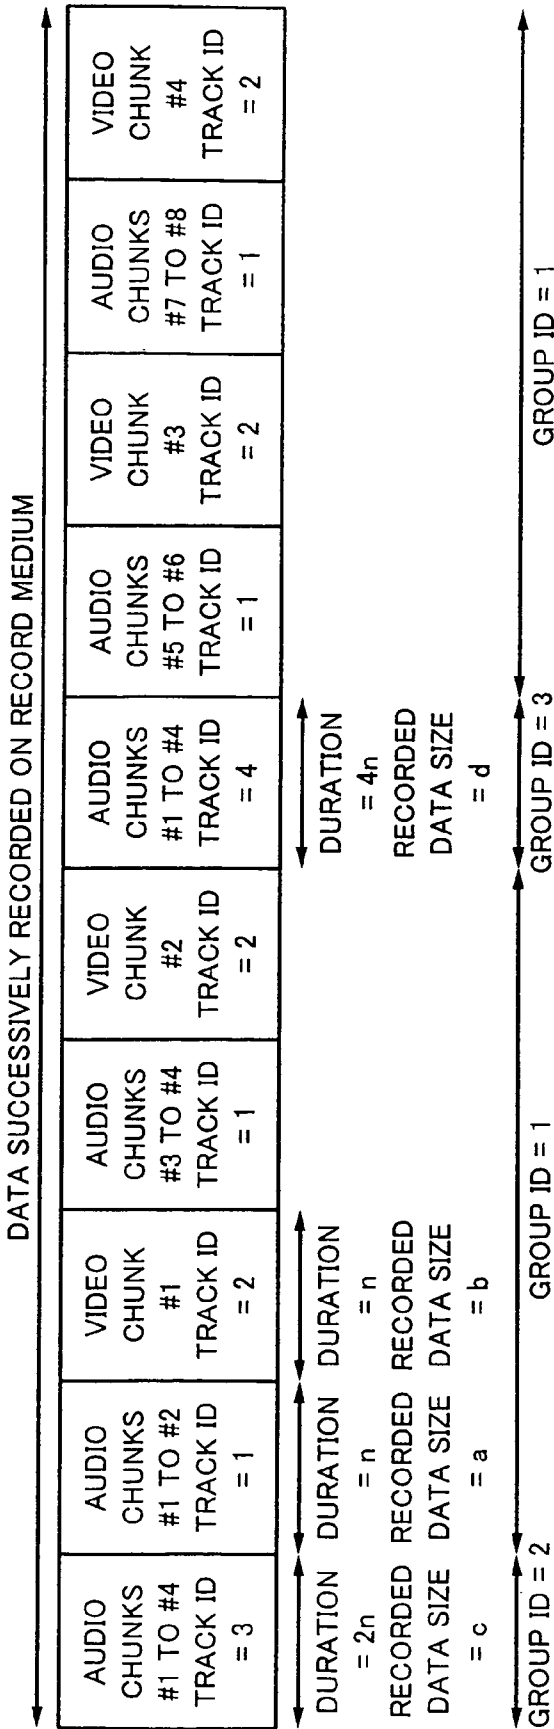 DATA SUCCESSIVELY RECORDED ON RECORD MEDIUM
AUDIO
CHUNKS
#1 TO #4
TRACK ID
= 3
AUDIO
CHUNKS
#1 TO #2
TRACK ID
= 1
VIDEO
CHUNK
#1
TRACK ID
= 2
AUDIO
CHUNKS
#3 TO #4
TRACK ID
= 1
VIDEO
CHUNK
#2
TRACK ID
= 2
AUDIO
CHUNKS
#1 TO #4
TRACK ID
= 4
AUDIO
CHUNKS
#5 TO #6
TRACK ID
= 1
VIDEO
CHUNK
#3
TRACK ID
= 2
AUDIO
CHUNKS
#7 TO #8
TRACK ID
= 1
VIDEO
CHUNK
#4
TRACK ID
= 2
DURATION
= 2n
RECORDED
DATA SIZE
= c
DURATION
= n
RECORDED
DATA SIZE
= a
DURATION
= n
RECORDED
DATA SIZE
= b
DURATION
= 4n
RECORDED
DATA SIZE
= d
GROUP ID = 2
GROUP ID = 1
GROUP ID = 3
GROUP ID = 1